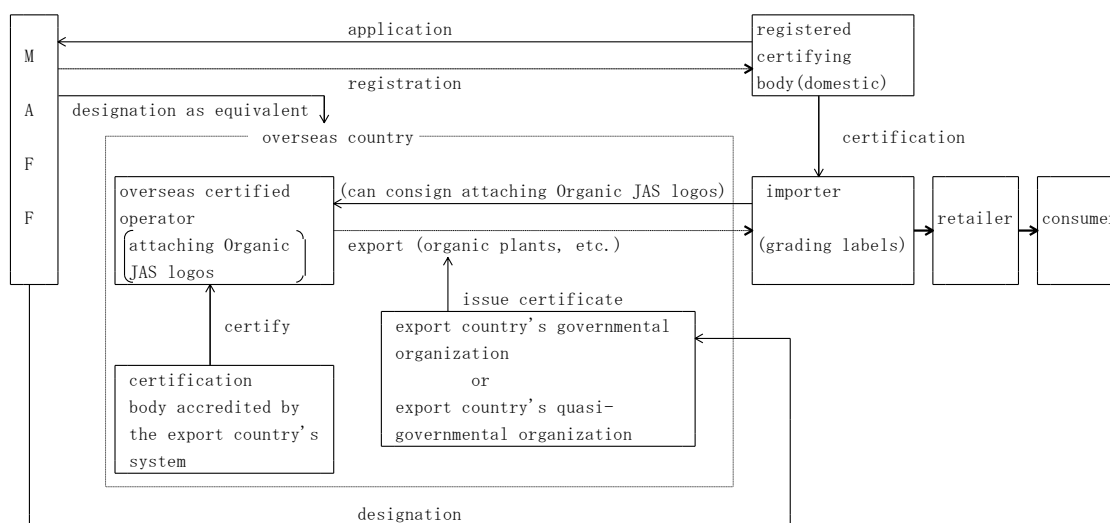 M
A
F
F
application
registration
designation as equivalent
registered
certifying
body(domestic)
certification
overseas country
overseas certified
operator
attaching Organic
JAS logos
(can consign attaching Organic JAS logos)
export (organic plants, etc.)
importer
(grading labels)
retailer
consumer
issue certificate
certify
export country's governmental
organization
or
export country's quasi-
governmental organization
certification
body accredited by
the export country's
system
designation